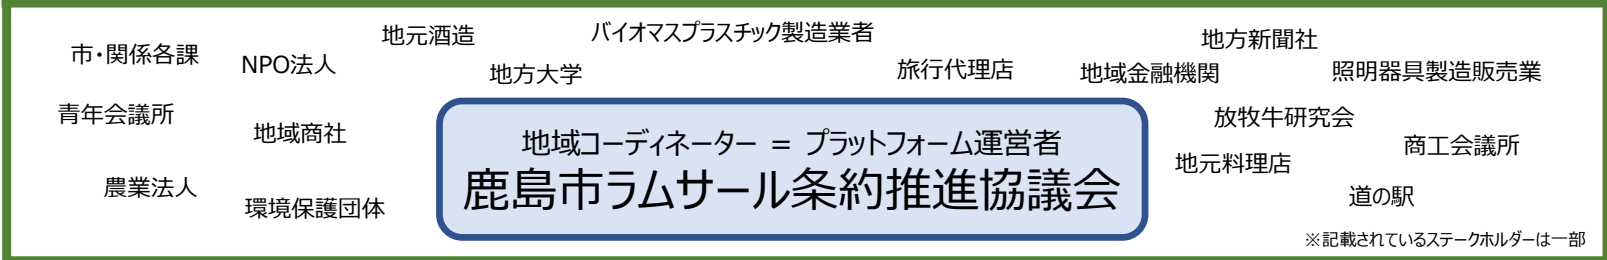 地元酒造
バイオマスプラスチック製造業者
地方新聞社
市・関係各課
NPO法人
地方大学
旅行代理店
地域金融機関
照明器具製造販売業
青年会議所
地域商社
放牧牛研究会
商工会議所
地域コーディネーター = プラットフォーム運営者
鹿島市ラムサール条約推進協議会
地元料理店
農業法人
環境保護団体
道の駅
※記載されているステークホルダーは一部